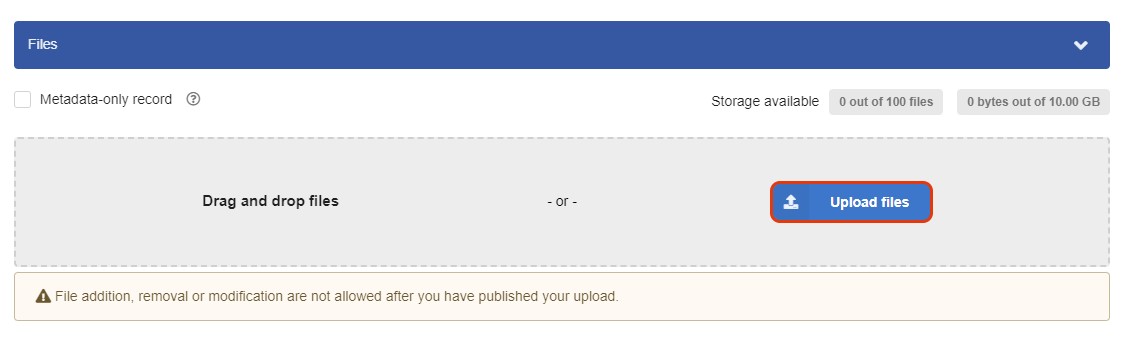 Files
Metadata-only record
Storage available 0 out of 100 files 0 bytes out of 10.00 GB
Drag and drop files - or - Upload files
File addition, removal or modification are not allowed after you have published your upload.